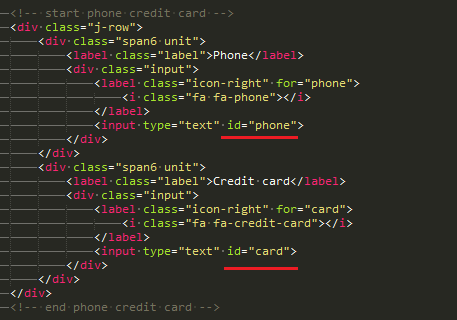 <!-- start phone credit card -->
<div class="j-row">
<div class="span6 unit">
<label class="label">Phone</label>
<div class="input">
<label class="icon-right" for="phone">
<i class="fa fa-phone"></i>
</label>
<input type="text" id="phone">
</div>
</div>
<div class="span6 unit">
<label class="label">Credit card</label>
<div class="input">
<label class="icon-right" for="card">
<i class="fa fa-credit-card"></i>
</label>
<input type="text" id="card">
</div>
</div>
</div>
<!-- end phone credit card -->